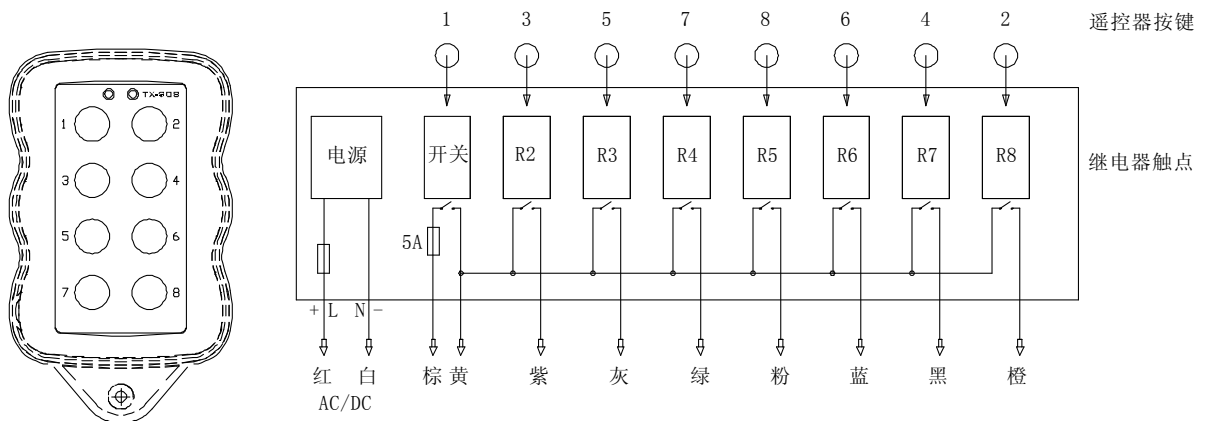 1 3 5 7 8 6 4 2 遥控器按键
TX-508
1 2
3 4
5 6
7 8
电源 开关 R2 R3 R4 R5 R6 R7 R8 继电器触点
5A
+ L N -
红 白 棕 黄 紫 灰 绿 粉 蓝 黑 橙
AC/DC